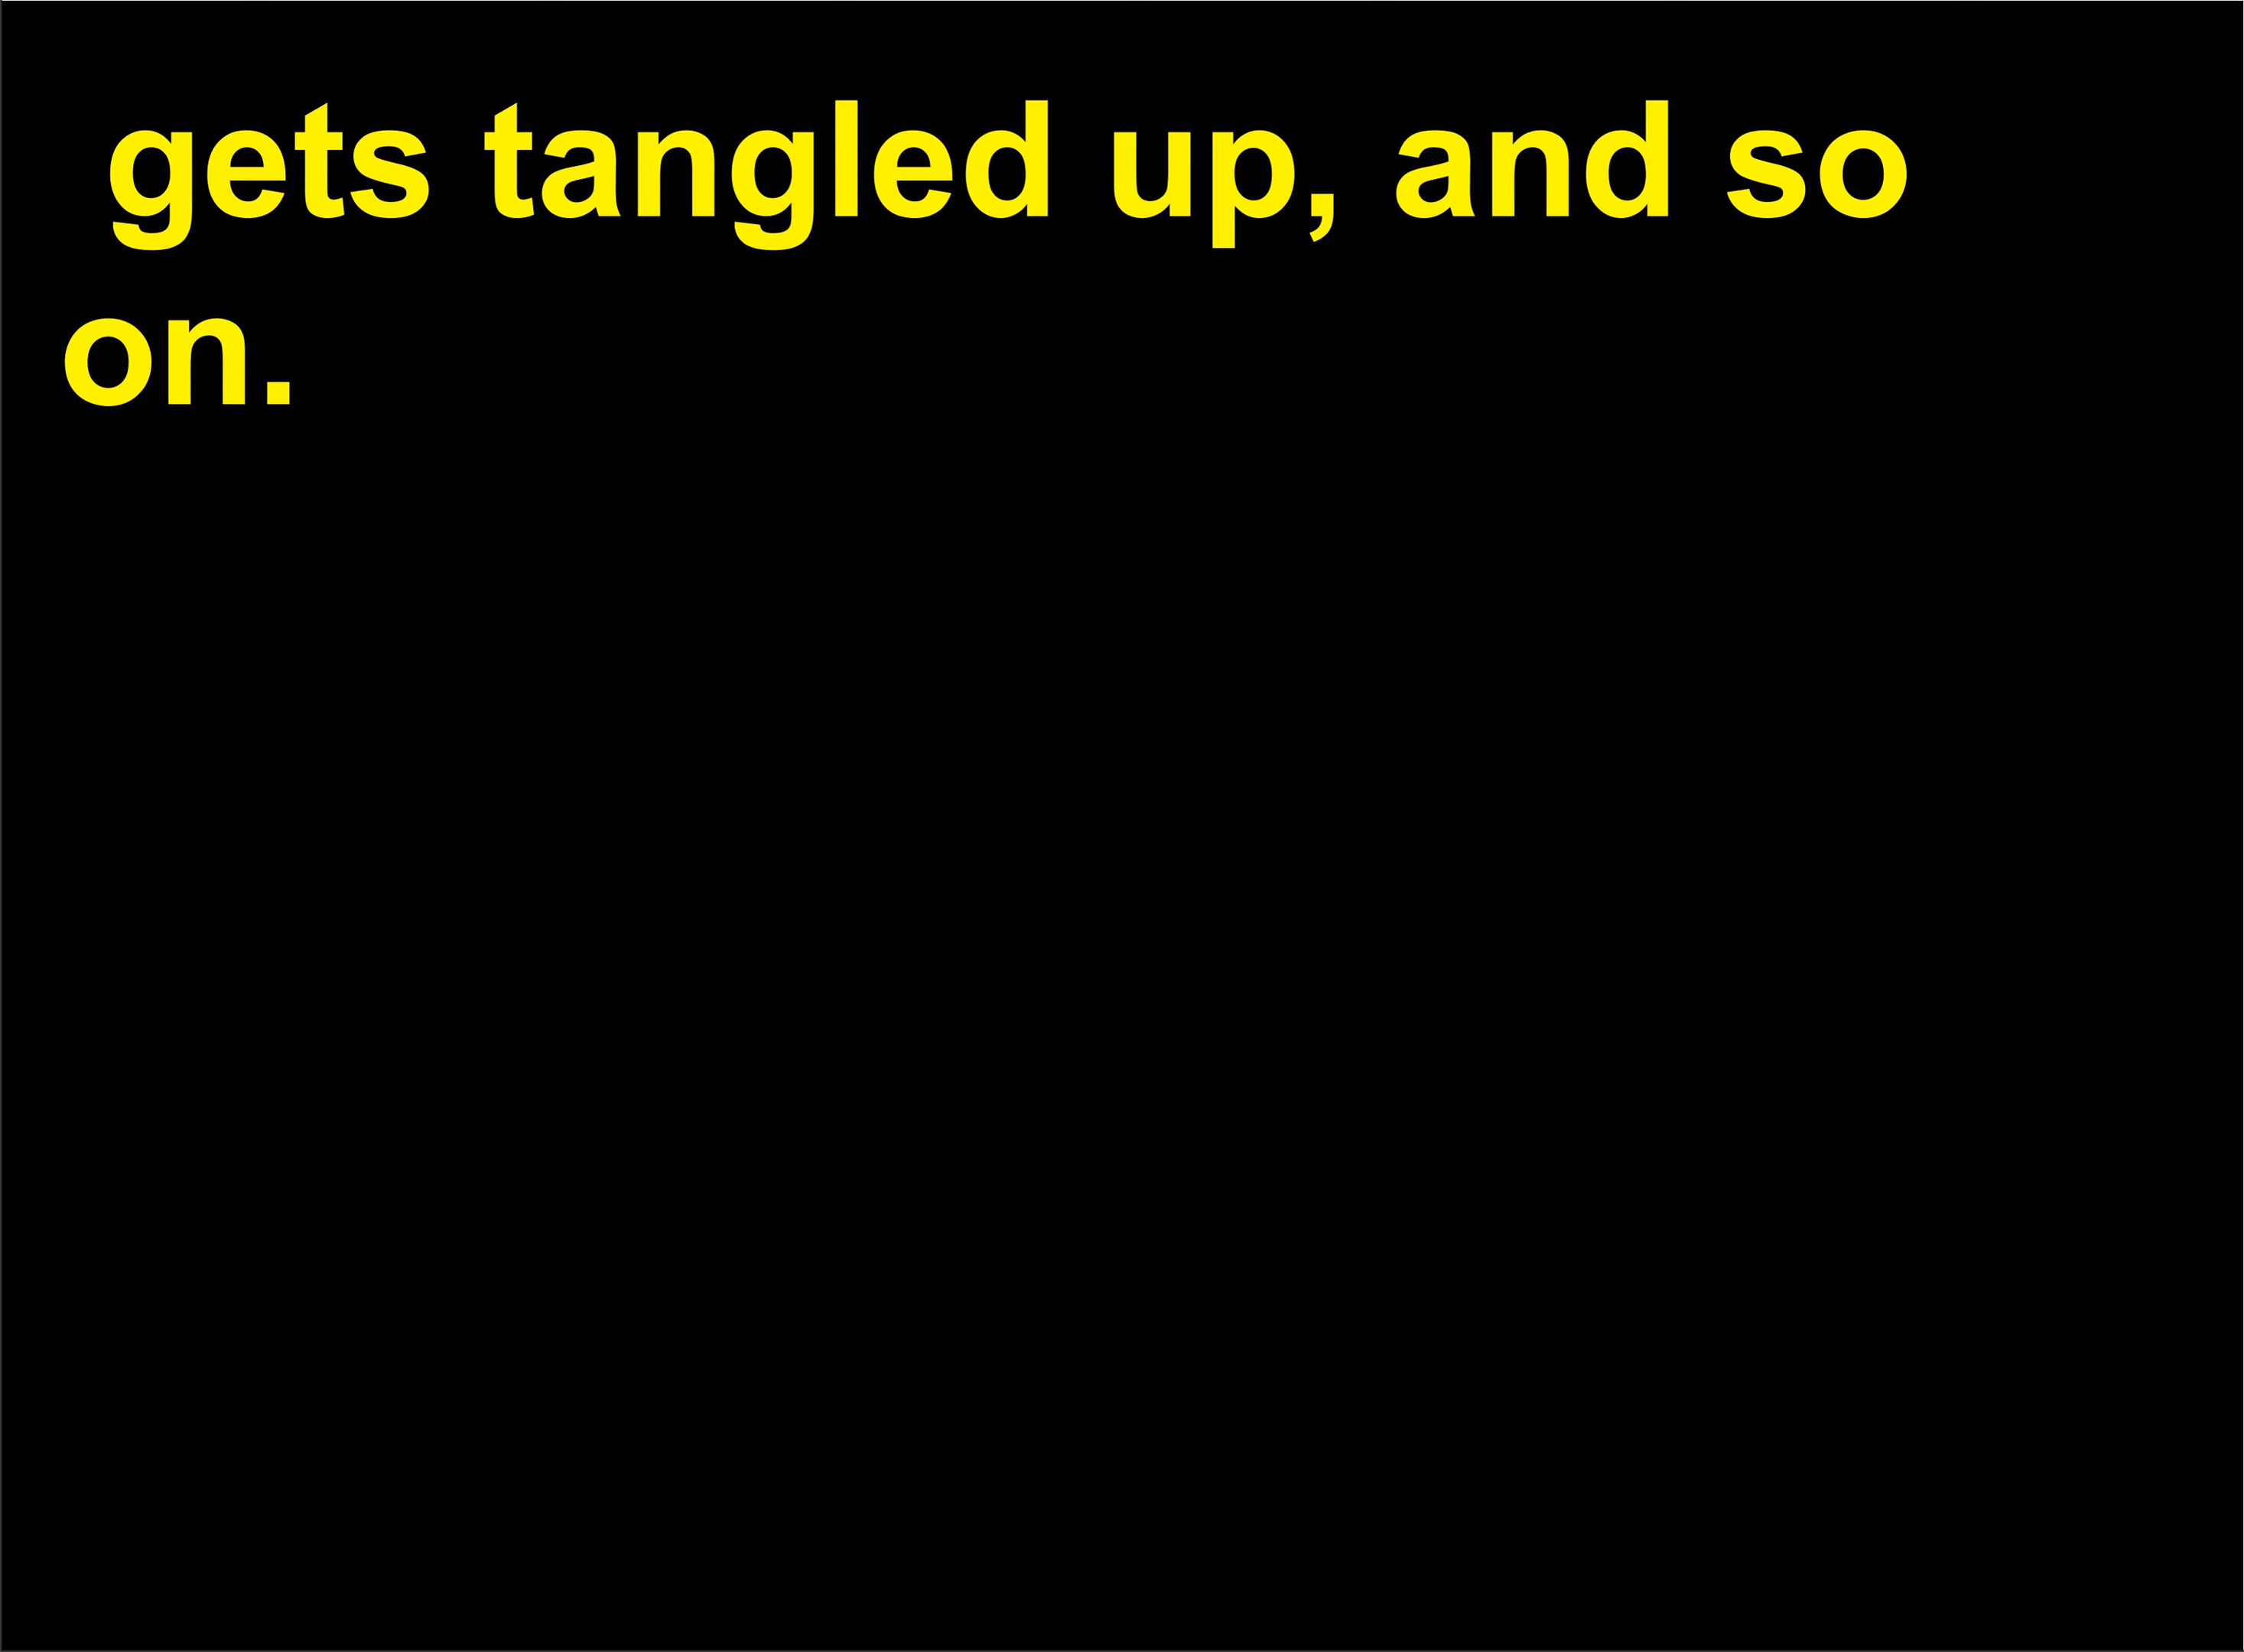 gets tangled up, and so
on.